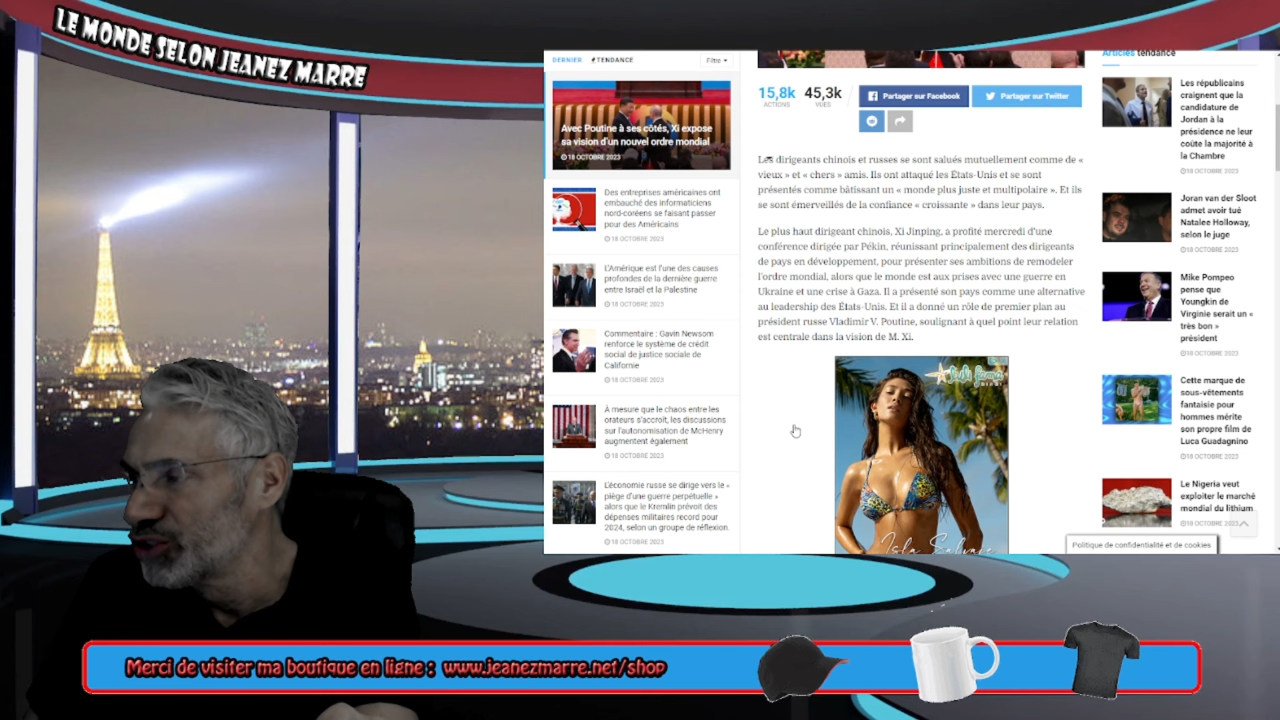 LE MONDE SELON JEANEZ MARRE
DERNIER
TENDANCE
Filtre
Avec Poutine à ses côtés, Xi expose
sa vision d'un nouvel ordre mondial
18 OCTOBRE 2023
Des entreprises américaines ont
embauché des informaticiens
nord-coréens se faisant passer
pour des Américains
18 OCTOBRE 2023
L'Amérique est l'une des causes
profondes de la dernière guerre
entre Israël et la Palestine
18 OCTOBRE 2023
Commentaire : Gavin Newsom
renforce le système de crédit
social de justice sociale de
Californie
18 OCTOBRE 2023
À mesure que le chaos entre les
orateurs s'accroît, les discussions
sur l'autonomisation de McHenry
augmentent également
18 OCTOBRE 2023
L'économie russe se dirige vers le «
piège d'une guerre perpétuelle »
alors que le Kremlin prévoit des
dépenses militaires record pour
2024, selon un groupe de réflexion.
18 OCTOBRE 2023
15,8k 45,3k
ACTIONS VUES
Partager sur Facebook
Partager sur Twitter
Les dirigeants chinois et russes se sont salués mutuellement comme de «
vieux » et « chers » amis. Ils ont attaqué les États-Unis et se sont
présentés comme bâtissant un « monde plus juste et multipolaire ». Et ils
se sont émerveillés de la confiance « croissante » dans leur pays.
Le plus haut dirigeant chinois, Xi Jinping, a profité mercredi d'une
conférence dirigée par Pékin, réunissant principalement des dirigeants
de pays en développement, pour présenter ses ambitions de remodeler
l'ordre mondial, alors que le monde est aux prises avec une guerre en
Ukraine et une crise à Gaza. Il a présenté son pays comme une alternative
au leadership des États-Unis. Et il a donné un rôle de premier plan au
président russe Vladimir V. Poutine, soulignant à quel point leur relation
est centrale dans la vision de M. Xi.
Luli Fama
Isla Salvaje
Articles tendance
Les républicains
craignent que la
candidature de
Jordan à la
présidence ne leur
coûte la majorité à
la Chambre
18 OCTOBRE 2023
Joran van der Sloot
admet avoir tué
Natalee Holloway,
selon le juge
18 OCTOBRE 2023
Mike Pompeo
pense que
Youngkin de
Virginie serait un «
très bon »
président
18 OCTOBRE 2023
Cette marque de
sous-vêtements
fantaisie pour
hommes mérite
son propre film de
Luca Guadagnino
18 OCTOBRE 2023
Le Nigeria veut
exploiter le marché
mondial du lithium
18 OCTOBRE 2023
Politique de confidentialité et de cookies
Merci de visiter ma boutique en ligne : www.jeanezmarre.net/shop